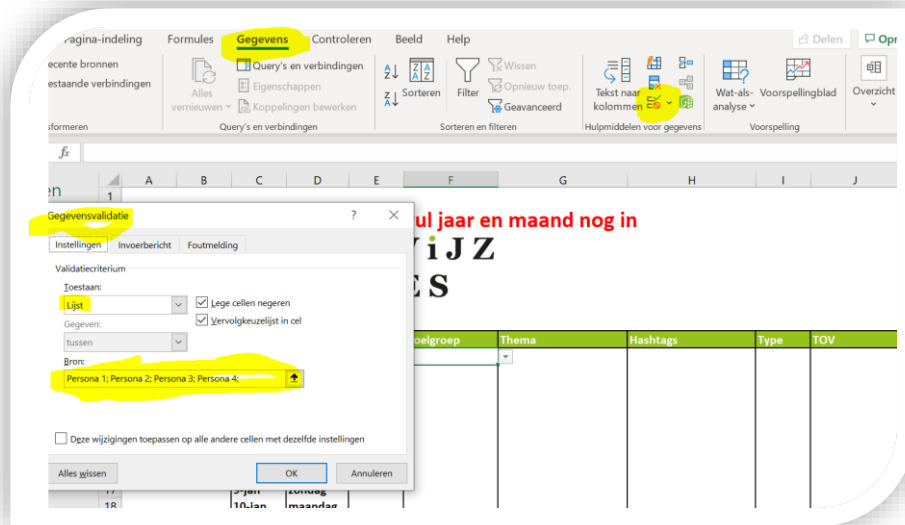 Pagina-indeling Formules Gegevens Controleren Beeld Help Delen
ecente bronnen
estaande verbindingen
Alles
vernieuwen
Query's en verbindingen
Eigenschappen
Koppelingen bewerken
Sorteren
Filter
Wissen
Opnieuw toep.
Geavanceerd
Tekst naar
kolommen
Wat-als-
analyse
Voorspellingblad
Overzicht
sformeren Query's en verbindingen Sorteren en filteren Hulpmiddelen voor gegevens Voorspelling
fx
A B C D E F G H I J
1
Gegevensvalidatie ? ×
Instellingen Invoerbericht Foutmelding
Validatiecriterium
Toestaan:
Lijst
Lege cellen negeren
Gegeven:
Vervolgkeuzelijst in cel
tussen
Bron:
Persona 1; Persona 2; Persona 3; Persona 4;
Deze wijzigingen toepassen op alle andere cellen met dezelfde instellingen
Alles wissen OK Annuleren
ul jaar en maand nog in
iJZ
S
oelgroep Thema Hashtags Type TOV
17 9-jan zondag
18 10-jan maandag